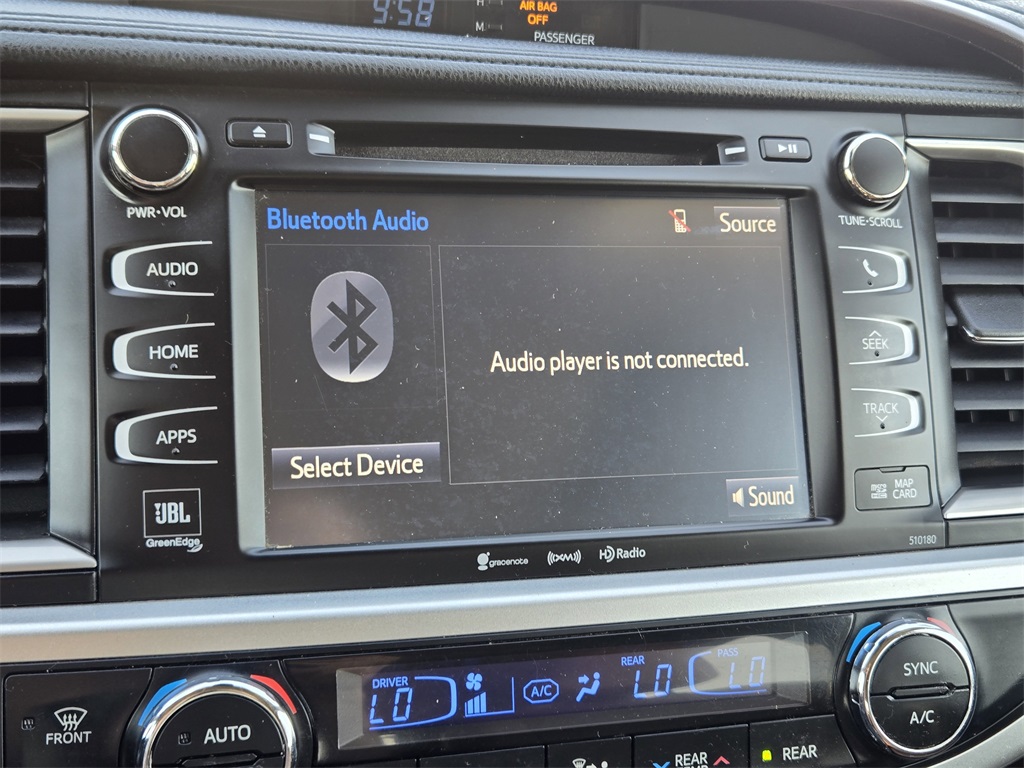 9:58
H
M
AIR BAG
OFF
PASSENGER
PWR•VOL
TUNE•SCROLL
Bluetooth Audio
Source
AUDIO
HOME
APPS
Audio player is not connected.
Select Device
Sound
SEEK
TRACK
MAP
CARD
JBL
GreenEdge
gracenote
((XM))
HD Radio
510180
FRONT
AUTO
DRIVER
LO
A/C
REAR
LO
PASS
LO
SYNC
A/C
REAR
REAR